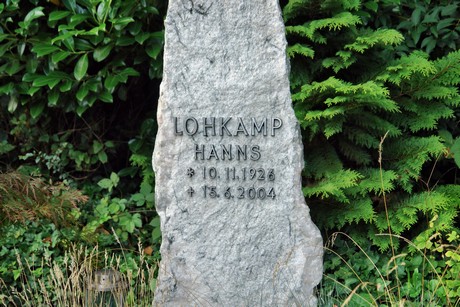 LOHKAMP
HANNS
* 10.11.1926
+ 15.6.2004